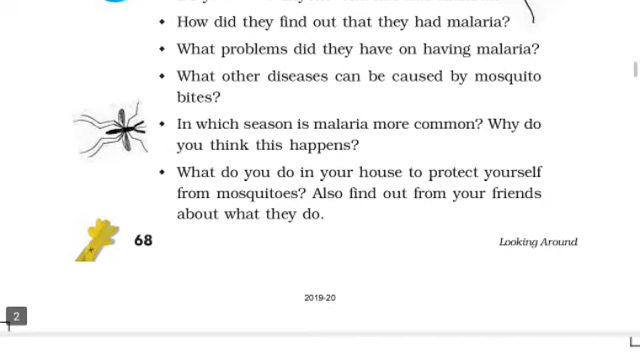 • How did they find out that they had malaria?
• What problems did they have on having malaria?
• What other diseases can be caused by mosquito
bites?
• In which season is malaria more common? Why do
you think this happens?
• What do you do in your house to protect yourself
from mosquitoes? Also find out from your friends
about what they do.
68
Looking Around
2019-20
2